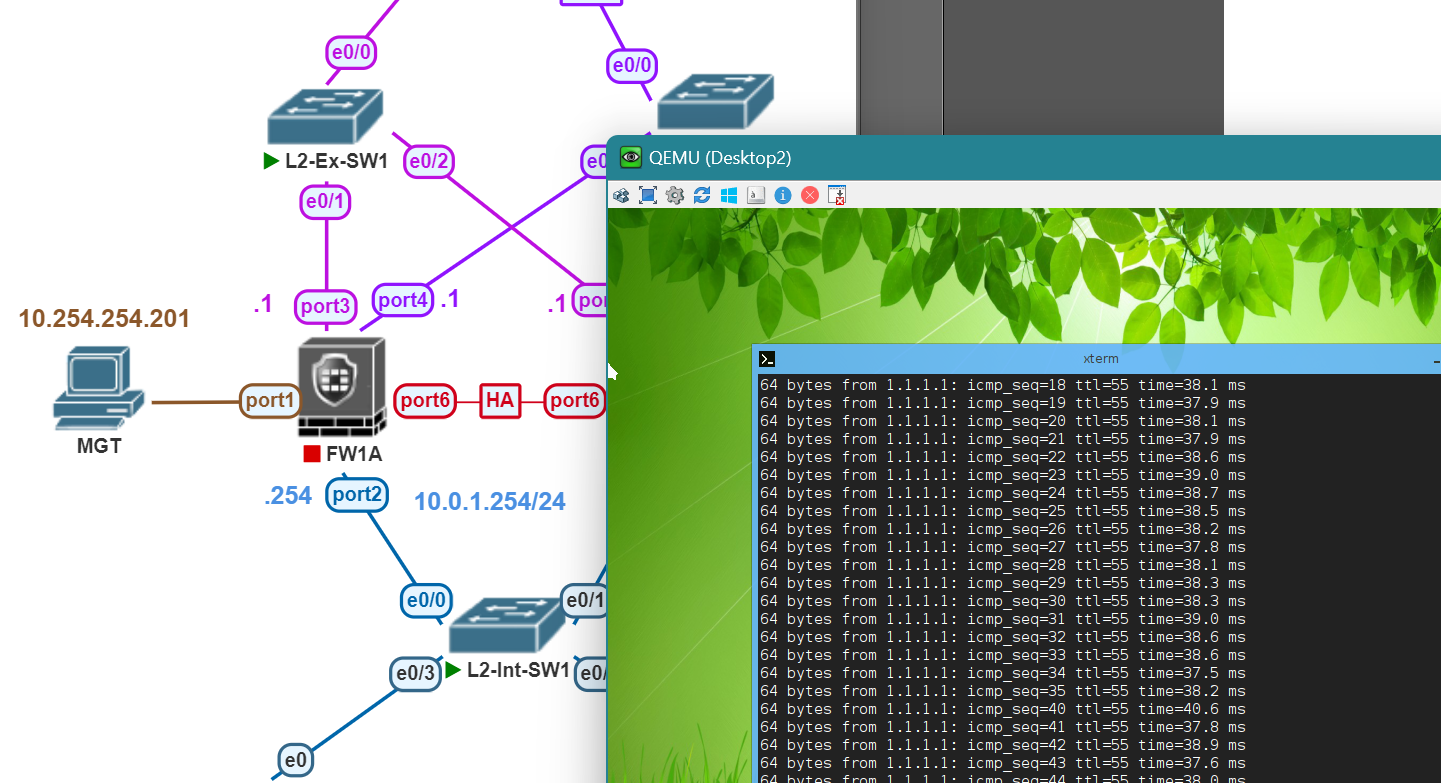 e0/0
e0/0
L2-Ex-SW1
e0/2
e0/1
.1
port3
port4
.1
.1
10.254.254.201
port1
port6
HA
port6
MGT
FW1A
.254
port2
10.0.1.254/24
e0/0
e0/1
L2-Int-SW1
e0/3
e0
QEMU (Desktop2)
xterm
64 bytes from 1.1.1.1: icmp_seq=18 ttl=55 time=38.1 ms
64 bytes from 1.1.1.1: icmp_seq=19 ttl=55 time=37.9 ms
64 bytes from 1.1.1.1: icmp_seq=20 ttl=55 time=38.1 ms
64 bytes from 1.1.1.1: icmp_seq=21 ttl=55 time=37.9 ms
64 bytes from 1.1.1.1: icmp_seq=22 ttl=55 time=38.6 ms
64 bytes from 1.1.1.1: icmp_seq=23 ttl=55 time=39.0 ms
64 bytes from 1.1.1.1: icmp_seq=24 ttl=55 time=38.7 ms
64 bytes from 1.1.1.1: icmp_seq=25 ttl=55 time=38.5 ms
64 bytes from 1.1.1.1: icmp_seq=26 ttl=55 time=38.2 ms
64 bytes from 1.1.1.1: icmp_seq=27 ttl=55 time=37.8 ms
64 bytes from 1.1.1.1: icmp_seq=28 ttl=55 time=38.1 ms
64 bytes from 1.1.1.1: icmp_seq=29 ttl=55 time=38.3 ms
64 bytes from 1.1.1.1: icmp_seq=30 ttl=55 time=38.3 ms
64 bytes from 1.1.1.1: icmp_seq=31 ttl=55 time=39.0 ms
64 bytes from 1.1.1.1: icmp_seq=32 ttl=55 time=38.6 ms
64 bytes from 1.1.1.1: icmp_seq=33 ttl=55 time=38.6 ms
64 bytes from 1.1.1.1: icmp_seq=34 ttl=55 time=37.5 ms
64 bytes from 1.1.1.1: icmp_seq=35 ttl=55 time=38.2 ms
64 bytes from 1.1.1.1: icmp_seq=40 ttl=55 time=40.6 ms
64 bytes from 1.1.1.1: icmp_seq=41 ttl=55 time=37.8 ms
64 bytes from 1.1.1.1: icmp_seq=42 ttl=55 time=38.9 ms
64 bytes from 1.1.1.1: icmp_seq=43 ttl=55 time=37.6 ms
64 bytes from 1.1.1.1: icmp_seq=44 ttl=55 time=38.0 ms